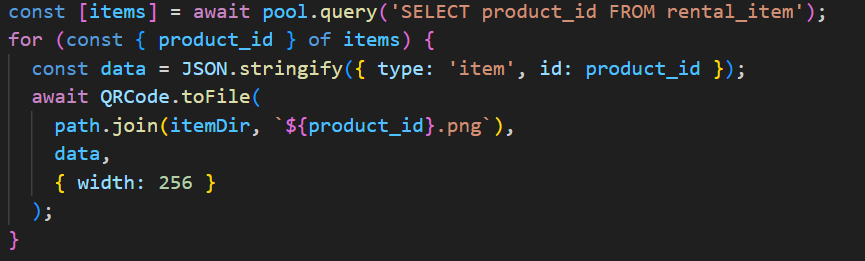 const [items] = await pool.query('SELECT product_id FROM rental_item');
for (const { product_id } of items) {
  const data = JSON.stringify({ type: 'item', id: product_id });
  await QRCode.toFile(
    path.join(itemDir, `${product_id}.png`),
    data,
    { width: 256 }
  );
}